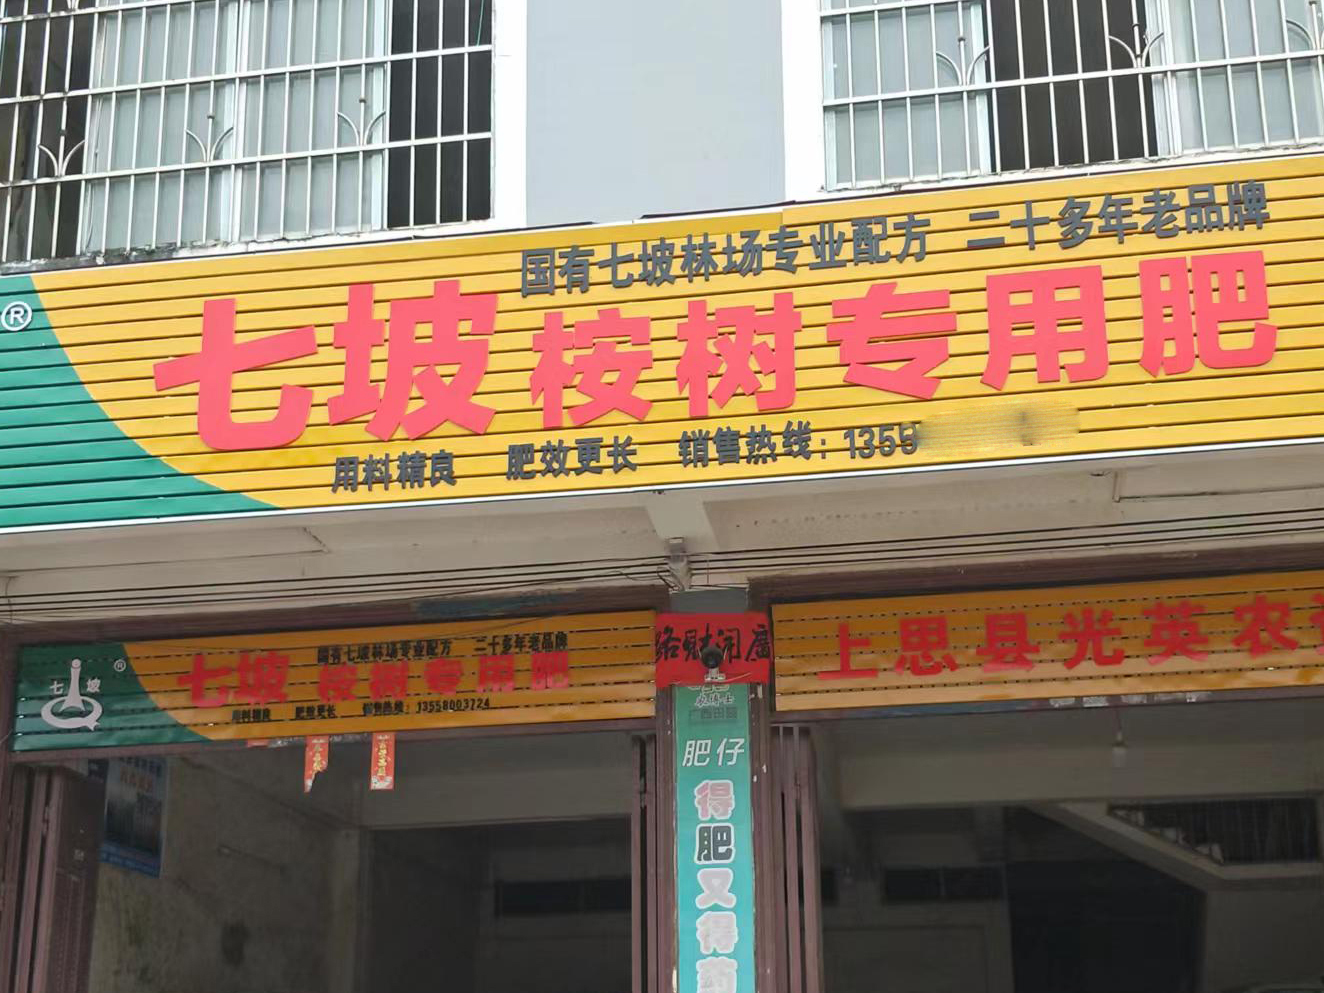 ®
国有七坡林场专业配方 二十多年老品牌
七坡桉树专用肥
用料精良 肥效更长 销售热线：1359
七坡
®
国有七坡林场专业配方 二十多年老品牌
七坡 桉树专用肥
用料精良 肥效更长 销售热线：13558003724
上思县光英农
肥仔
得肥又得